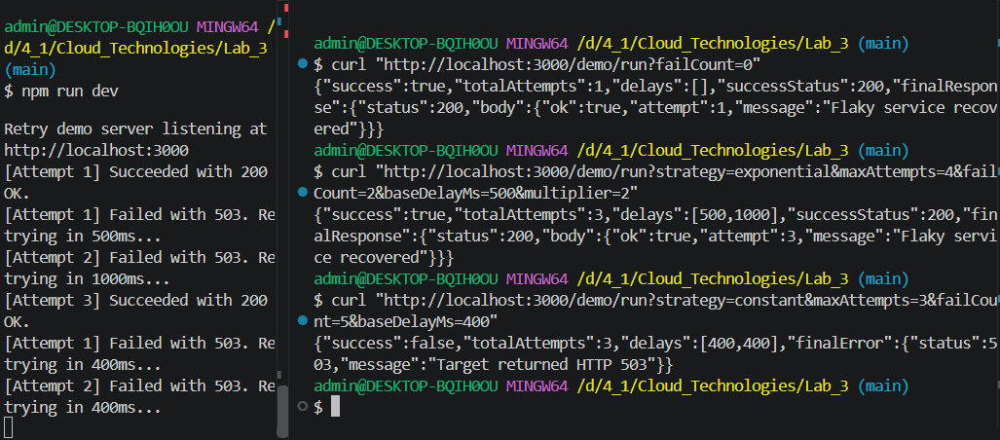 admin@DESKTOP-BQIH0OU MINGW64 /
d/4_1/Cloud_Technologies/Lab_3
(main)
$ npm run dev
Retry demo server listening at
http://localhost:3000
[Attempt 1] Succeeded with 200
OK.
[Attempt 1] Failed with 503. Re
trying in 500ms...
[Attempt 2] Failed with 503. Re
trying in 1000ms...
[Attempt 3] Succeeded with 200
OK.
[Attempt 1] Failed with 503. Re
trying in 400ms...
[Attempt 2] Failed with 503. Re
trying in 400ms...
admin@DESKTOP-BQIH0OU MINGW64 /d/4_1/Cloud_Technologies/Lab_3 (main)
$ curl "http://localhost:3000/demo/run?failCount=0"
{"success":true,"totalAttempts":1,"delays":[],"successStatus":200,"finalRespon
se":{"status":200,"body":{"ok":true,"attempt":1,"message":"Flaky service recov
ered"}}}
admin@DESKTOP-BQIH0OU MINGW64 /d/4_1/Cloud_Technologies/Lab_3 (main)
$ curl "http://localhost:3000/demo/run?strategy=exponential&maxAttempts=4&fail
Count=2&baseDelayMs=500&multiplier=2"
{"success":true,"totalAttempts":3,"delays":[500,1000],"successStatus":200,"fin
alResponse":{"status":200,"body":{"ok":true,"attempt":3,"message":"Flaky servi
ce recovered"}}}
admin@DESKTOP-BQIH0OU MINGW64 /d/4_1/Cloud_Technologies/Lab_3 (main)
$ curl "http://localhost:3000/demo/run?strategy=constant&maxAttempts=3&failCou
nt=5&baseDelayMs=400"
{"success":false,"totalAttempts":3,"delays":[400,400],"finalError":{"status":5
03,"message":"Target returned HTTP 503"}}
admin@DESKTOP-BQIH0OU MINGW64 /d/4_1/Cloud_Technologies/Lab_3 (main)
$